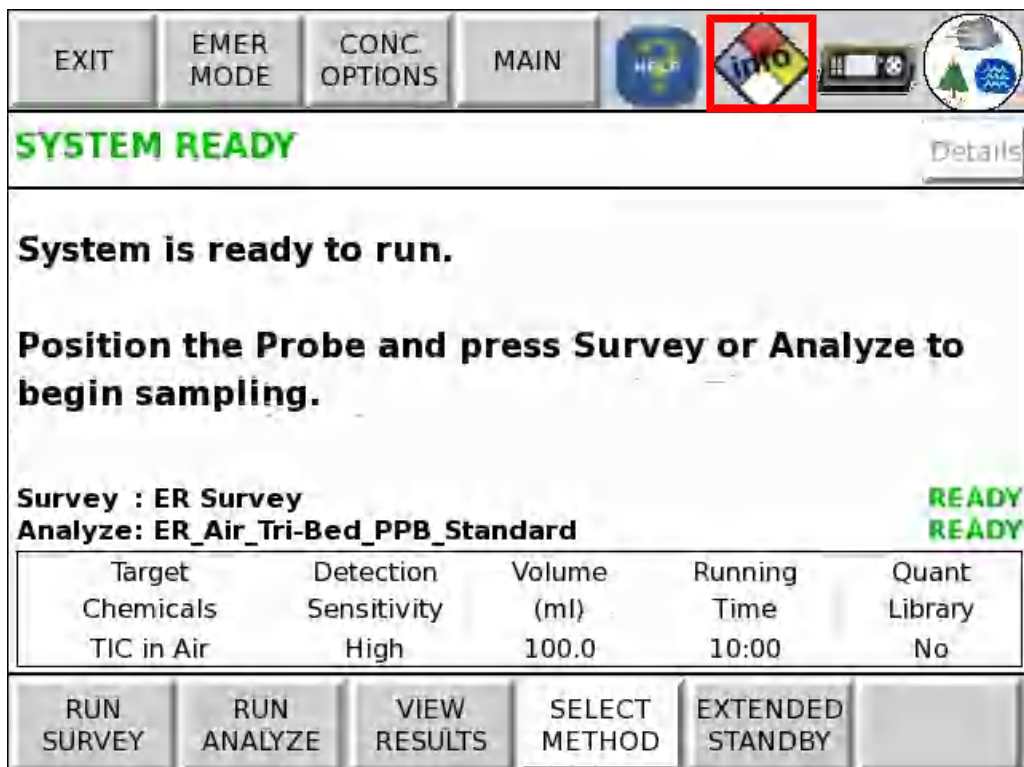 EXIT
EMER MODE
CONC. OPTIONS
MAIN
HELP
info
SYSTEM READY
Details
System is ready to run.
Position the Probe and press Survey or Analyze to
begin sampling.
Survey : ER Survey READY
Analyze: ER_Air_Tri-Bed_PPB_Standard READY
Target Detection Volume Running Quant
Chemicals Sensitivity (ml) Time Library
TIC in Air High 100.0 10:00 No
RUN SURVEY
RUN ANALYZE
VIEW RESULTS
SELECT METHOD
EXTENDED STANDBY